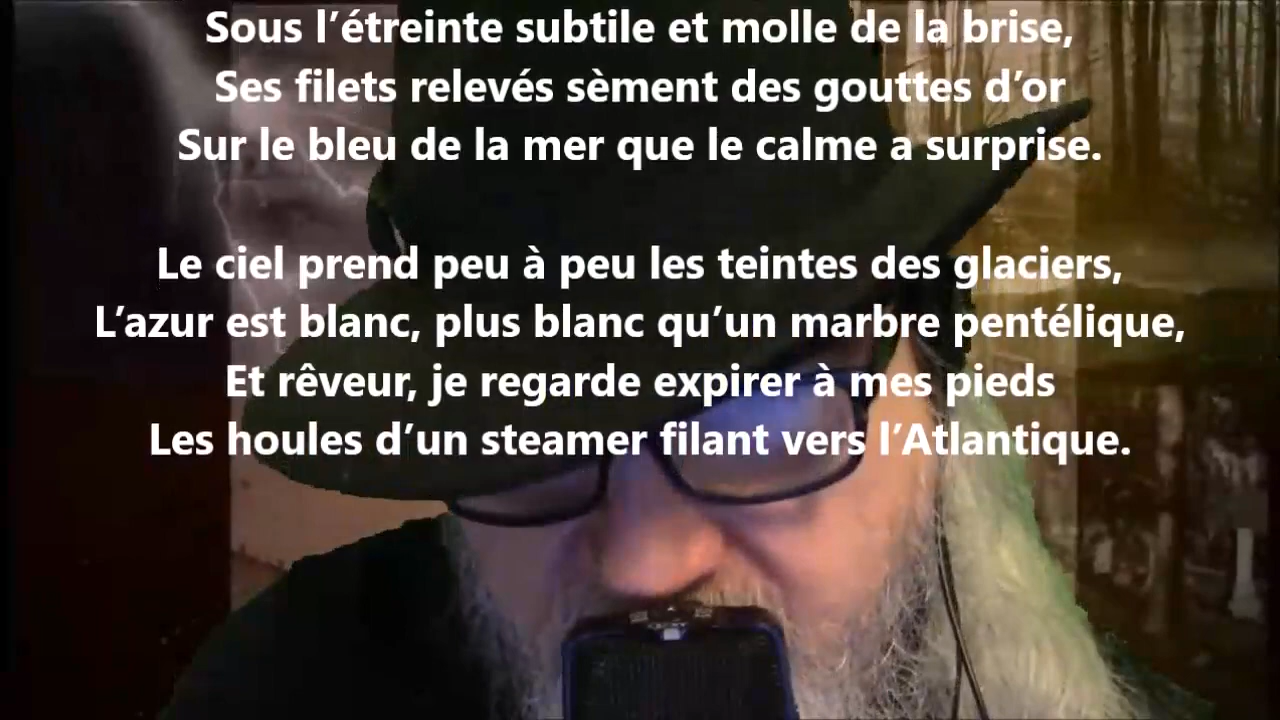 Sous l’étreinte subtile et molle de la brise,
Ses filets relevés sèment des gouttes d’or
Sur le bleu de la mer que le calme a surprise.
Le ciel prend peu à peu les teintes des glaciers,
L’azur est blanc, plus blanc qu’un marbre pentélique,
Et rêveur, je regarde expirer à mes pieds
Les houles d’un steamer filant vers l’Atlantique.